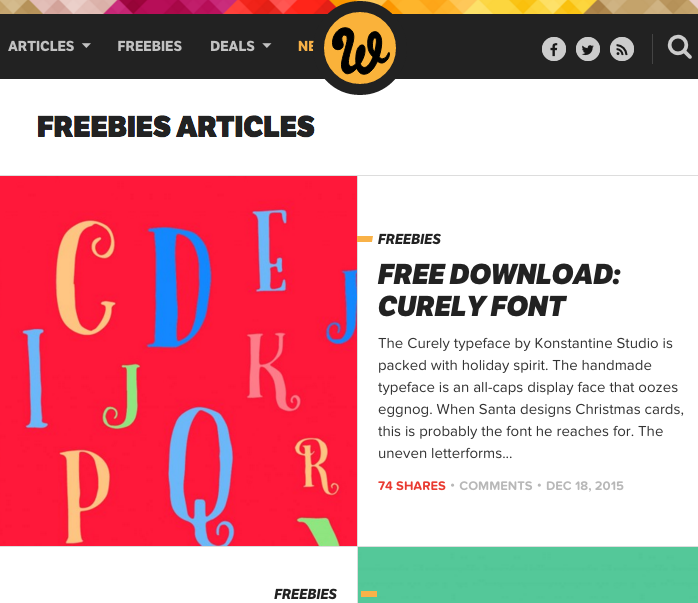 ARTICLES FREEBIES DEALS NE
W
FREEBIES ARTICLES
C D E J
I J K
P Q R
FREEBIES
FREE DOWNLOAD:
CURELY FONT
The Curely typeface by Konstantine Studio is
packed with holiday spirit. The handmade
typeface is an all-caps display face that oozes
eggnog. When Santa designs Christmas cards,
this is probably the font he reaches for. The
uneven letterforms...
74 SHARES • COMMENTS • DEC 18, 2015
FREEBIES